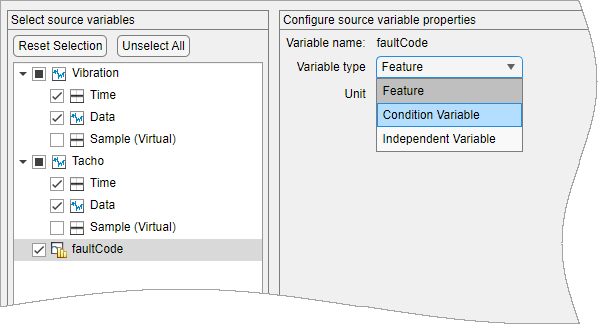 Select source variables
Reset Selection
Unselect All
Vibration
Time
Data
Sample (Virtual)
Tacho
Time
Data
Sample (Virtual)
faultCode
Configure source variable properties
Variable name: faultCode
Variable type Feature
Unit
Feature
Condition Variable
Independent Variable